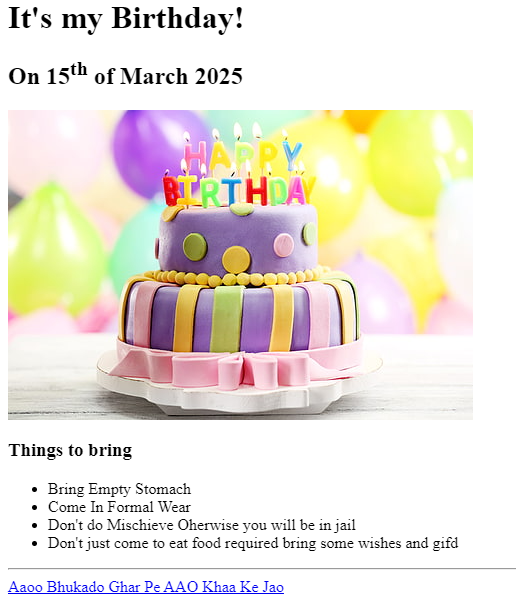 It's my Birthday!
On 15th of March 2025
HAPPY
BIRTHDAY
Things to bring
Bring Empty Stomach
Come In Formal Wear
Don't do Mischieve Oherwise you will be in jail
Don't just come to eat food required bring some wishes and gifd
Aaoo Bhukado Ghar Pe AAO Khaa Ke Jao